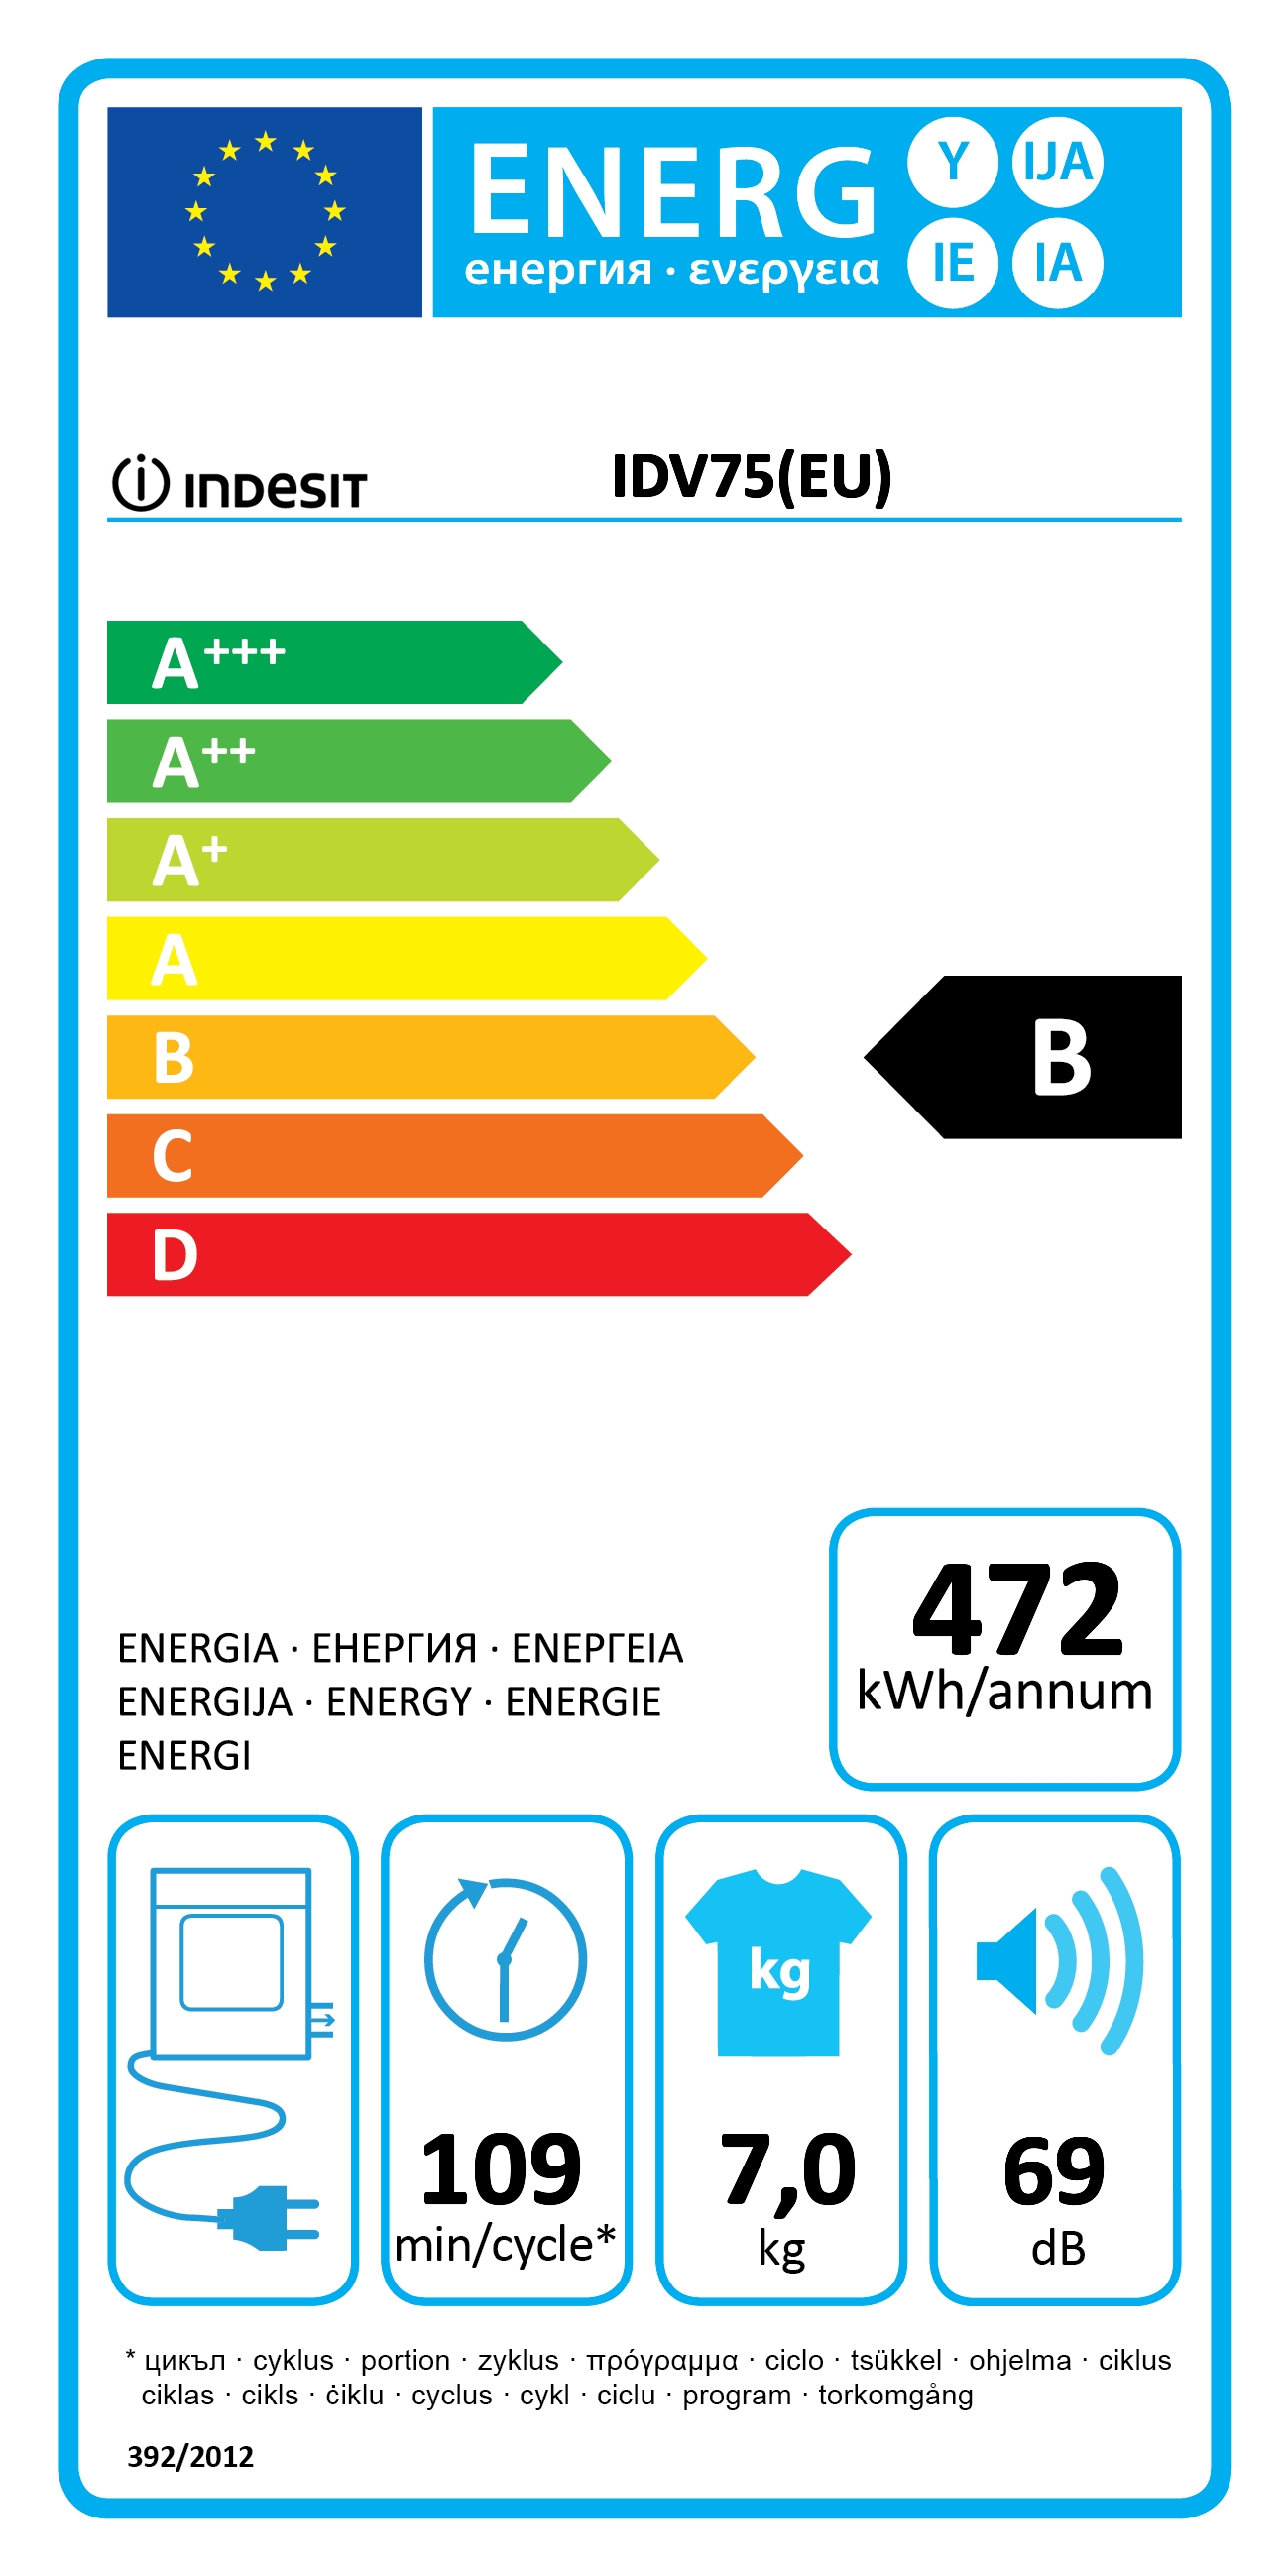 ENERG
енергия · ενεργεια
Y IJA
IE IA
INDESIT
IDV75(EU)
A+++
A++
A+
A
B
B
C
D
472
kWh/annum
ENERGIA · ЕНЕРГИЯ · ΕΝΕΡΓΕΙΑ
ENERGIJA · ENERGY · ENERGIE
ENERGI
kg
109
min/cycle*
7,0
kg
69
dB
* цикъл · cyklus · portion · zyklus · πρόγραμμα · ciclo · tsükkel · ohjelma · ciklus
ciklas · cikls · ċiklu · cyclus · cykl · ciclu · program · torkomgång
392/2012